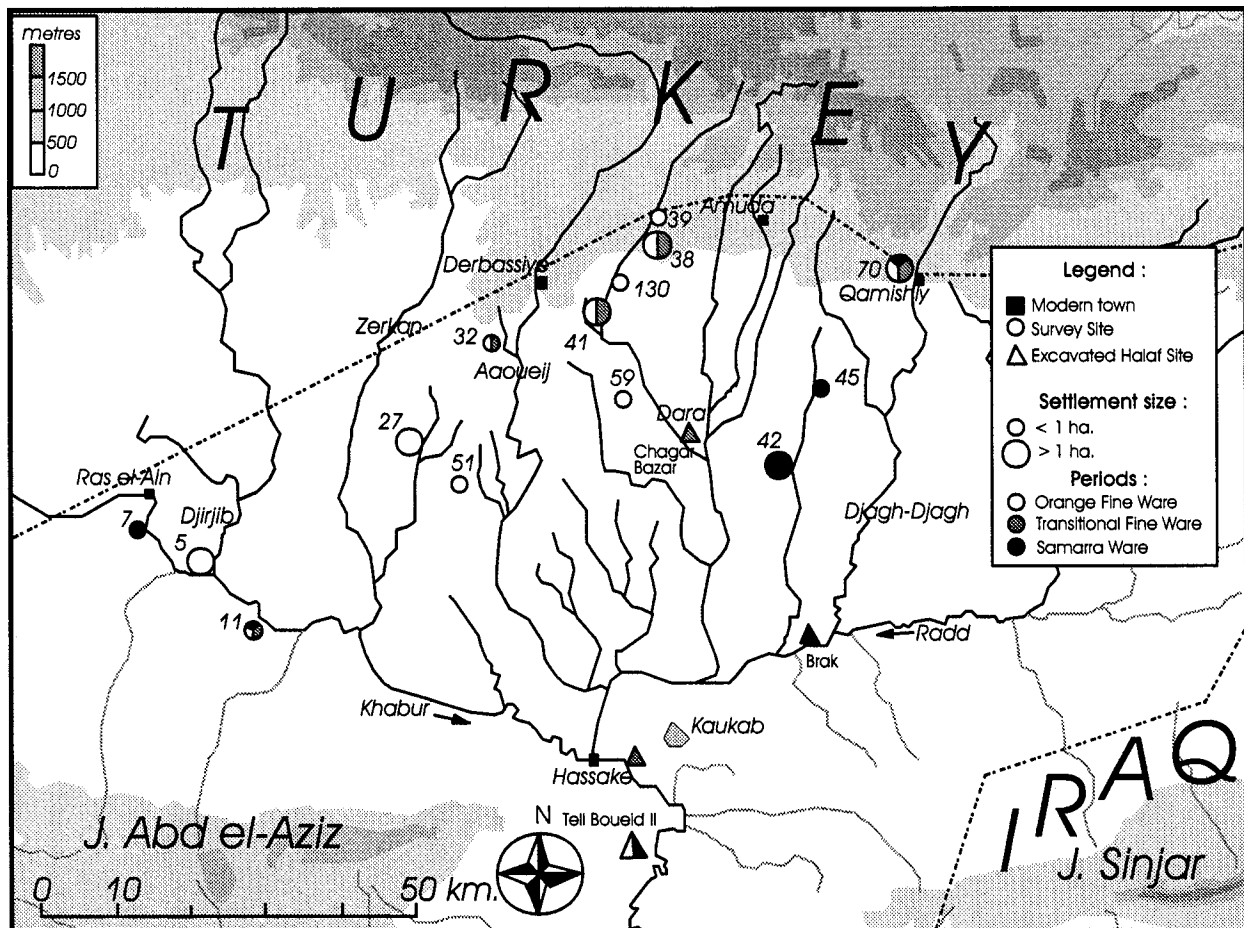 metres
1500
1000
500
0
T U R K E Y
39
Amuda
38
Derbassiye
130
70
Qamishly
Zerkan
32
Aaoueij
41
59
45
27
Dara
Chagar
Bazar
42
51
Ras el-Aïn
7
Djirjib
5
Djagh-Djagh
11
Radd
Brak
Khabur
Kaukab
Hassake
N
Tell Boueid II
J. Abd el-Aziz
0 10 50 km.
I R A Q
J. Sinjar
Legend :
Modern town
Survey Site
Excavated Halaf Site
Settlement size :
< 1 ha.
> 1 ha.
Periods :
Orange Fine Ware
Transitional Fine Ware
Samarra Ware